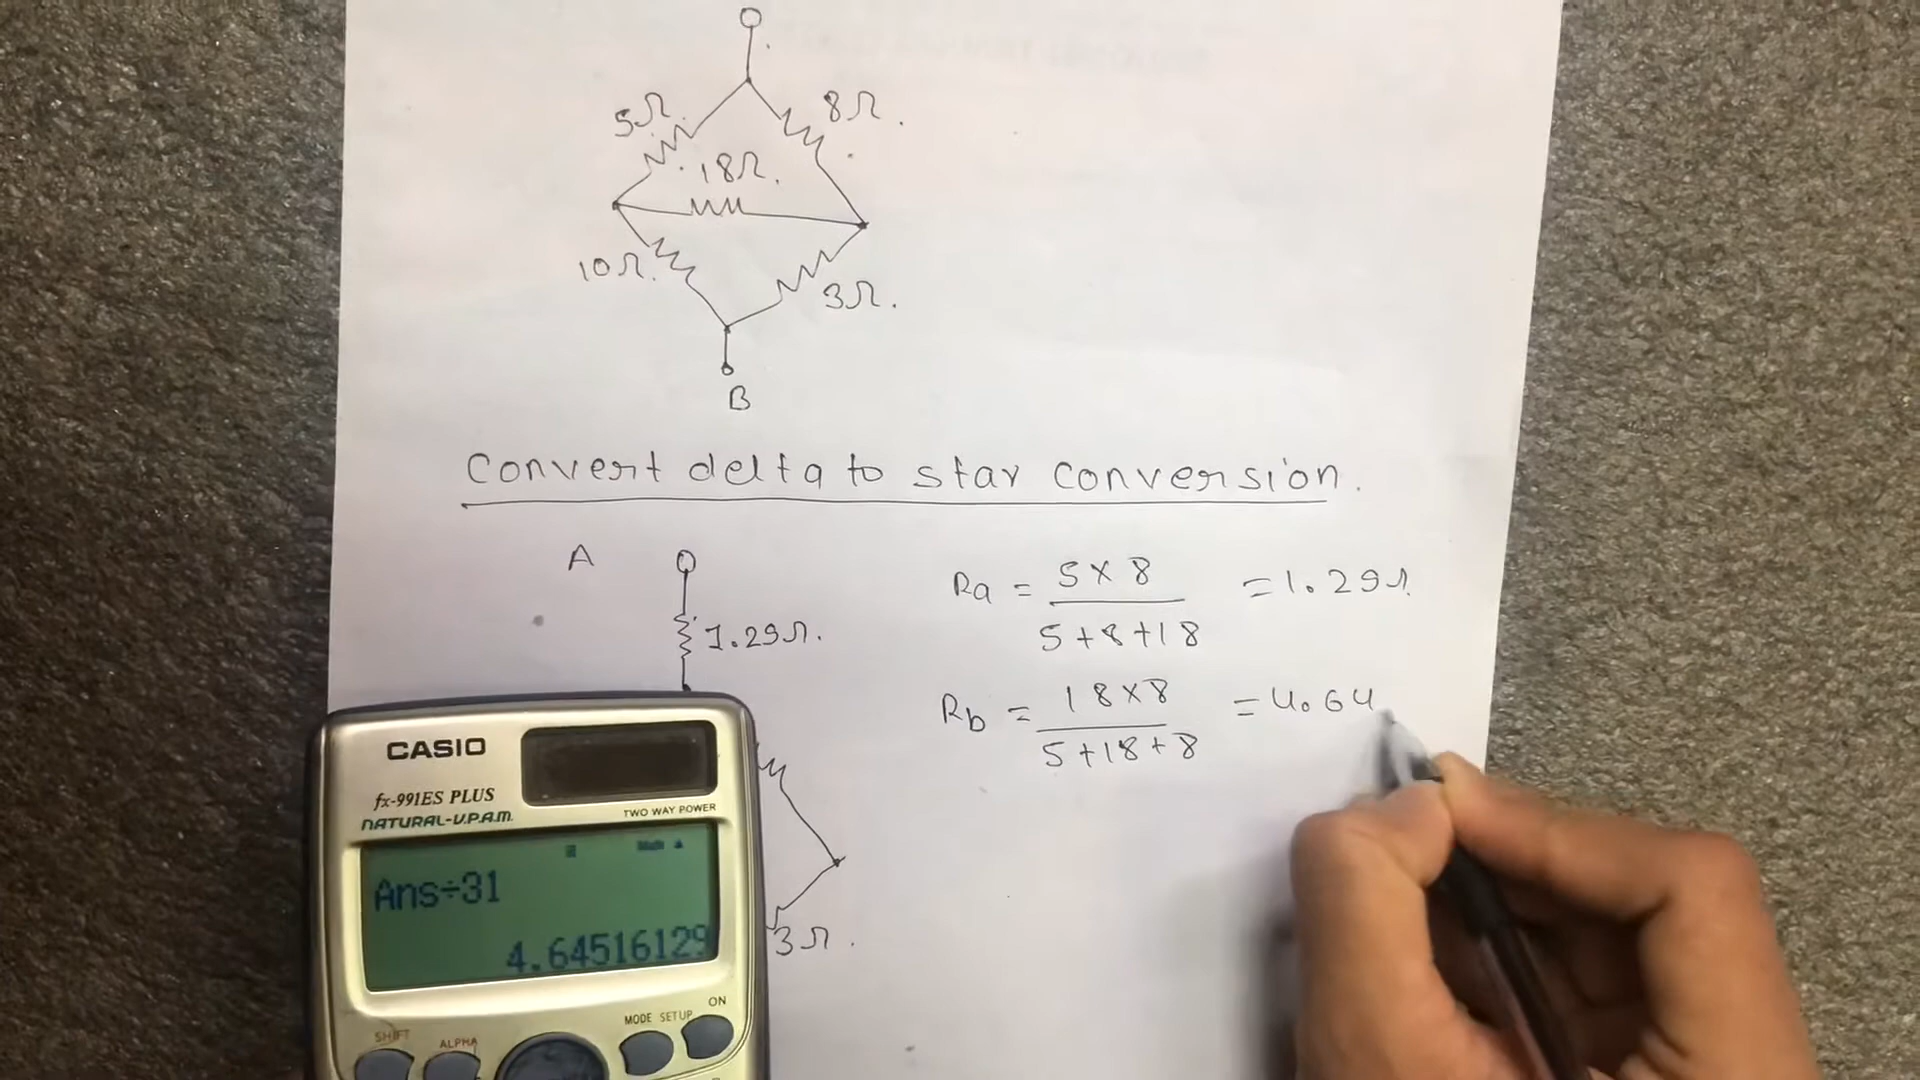 5Ω.
8Ω.
18Ω.
10Ω.
3Ω.
B
Convert delta to star conversion.
A
1.29Ω.
Ra = 5 x 8 = 1.29Ω
5+8+18
Rb = 18x8 = 4.64
5+18+8
3Ω.
CASIO
fx-991ES PLUS
NATURAL-V.P.A.M.
TWO WAY POWER
Math ▲
Ans÷31
4.64516129
SHIFT
ALPHA
MODE SETUP
ON